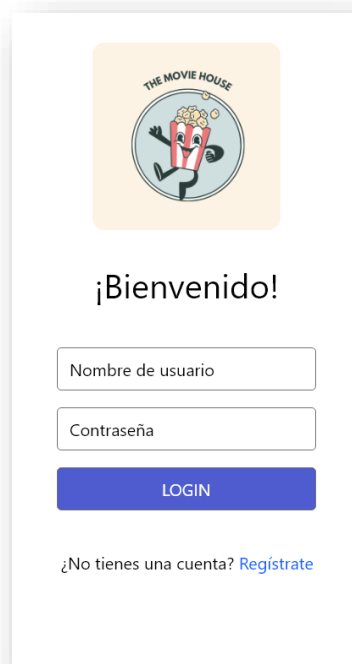 THE MOVIE HOUSE
¡Bienvenido!
Nombre de usuario
Contraseña
LOGIN
¿No tienes una cuenta? Regístrate